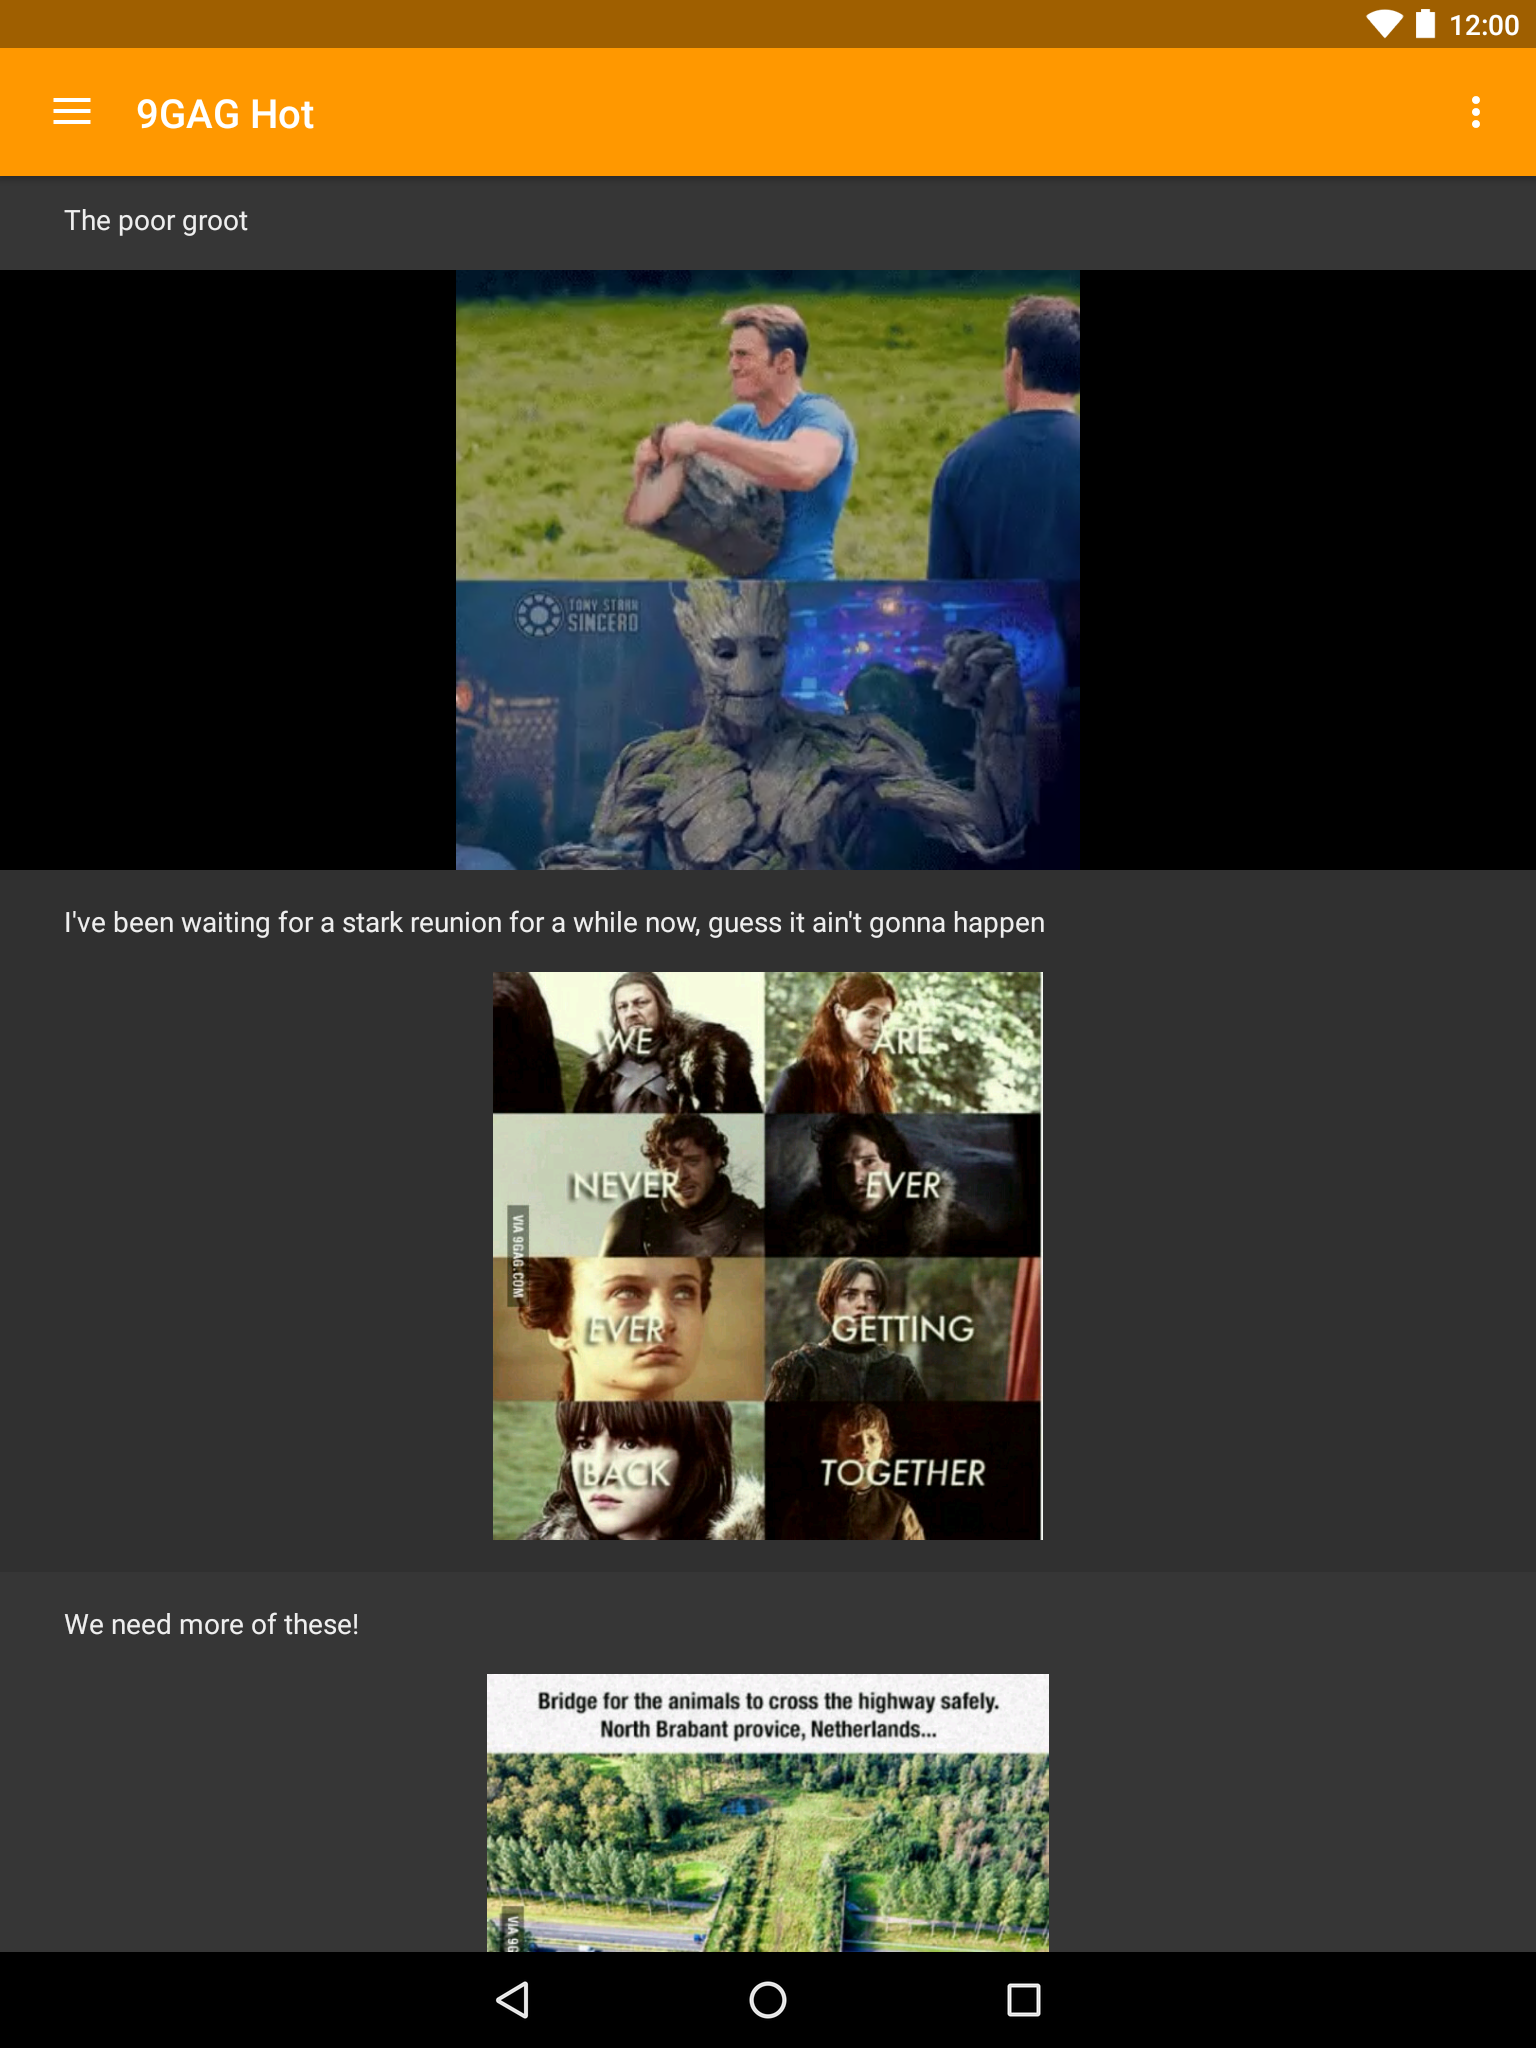 12:00
9GAG Hot
The poor groot
TONY STARK
SINCERO
I've been waiting for a stark reunion for a while now, guess it ain't gonna happen
WE
ARE
NEVER
EVER
VIA 9GAG.COM
EVER
GETTING
BACK
TOGETHER
We need more of these!
Bridge for the animals to cross the highway safely.
North Brabant provice, Netherlands...
VIA 9G